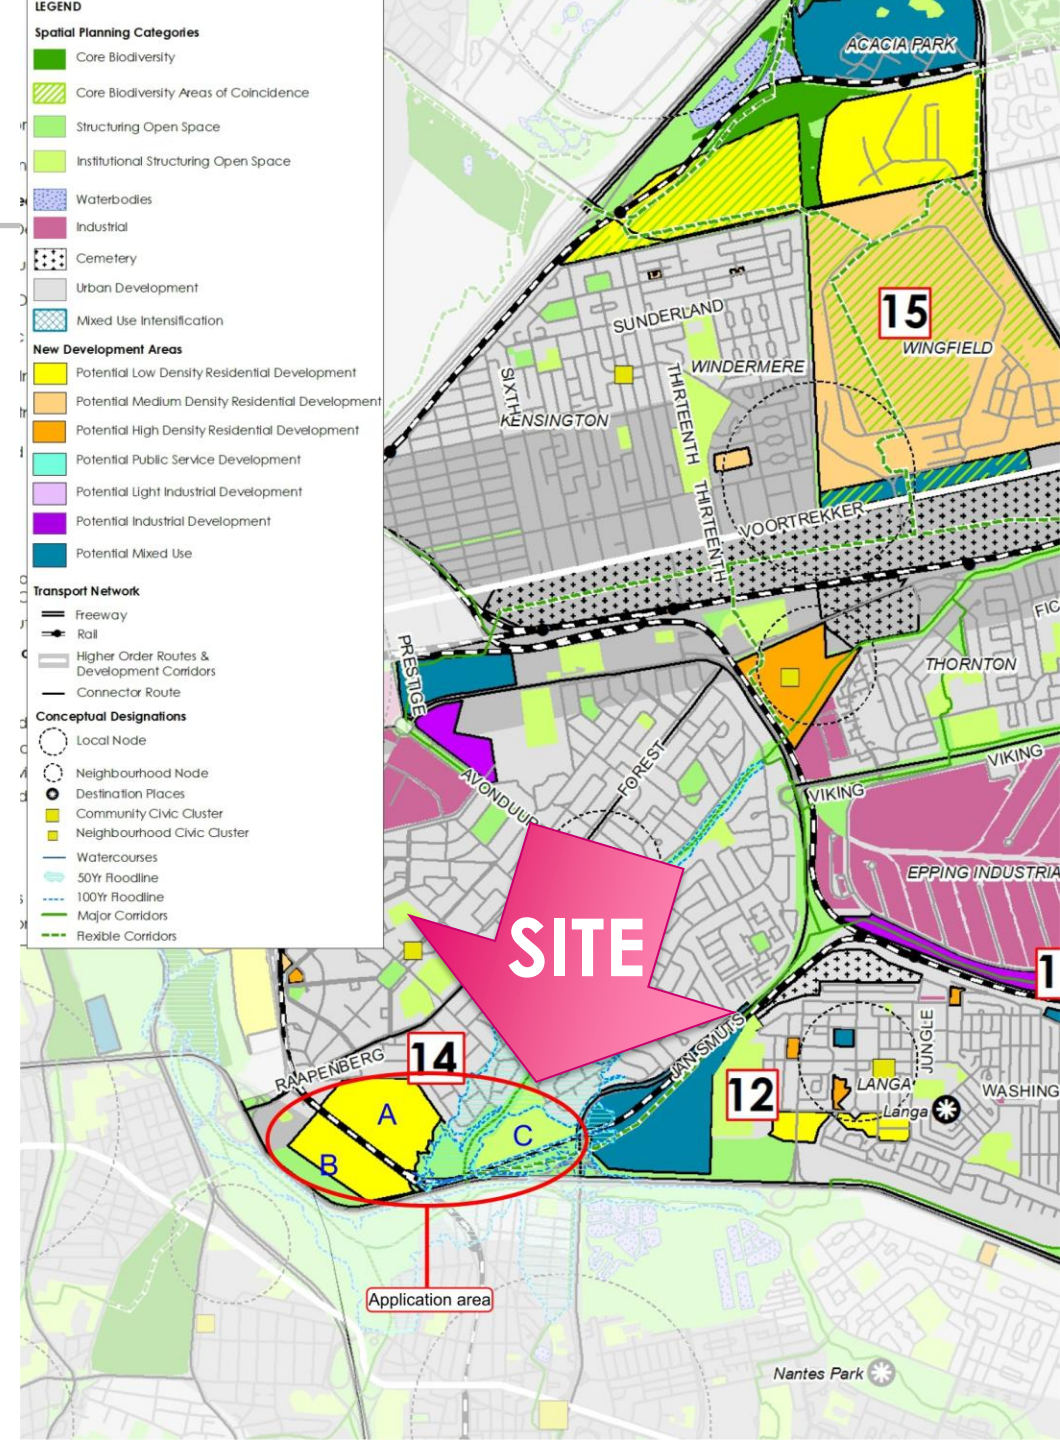 LEGEND
Spatial Planning Categories
Core Biodiversity
Core Biodiversity Areas of Coincidence
Structuring Open Space
Institutional Structuring Open Space
Waterbodies
Industrial
Cemetery
Urban Development
Mixed Use Intensification
New Development Areas
Potential Low Density Residential Development
Potential Medium Density Residential Development
Potential High Density Residential Development
Potential Public Service Development
Potential Light Industrial Development
Potential Industrial Development
Potential Mixed Use
Transport Network
Freeway
Rail
Higher Order Routes &
Development Corridors
Connector Route
Conceptual Designations
Local Node
Neighbourhood Node
Destination Places
Community Civic Cluster
Neighbourhood Civic Cluster
Watercourses
50Yr Floodline
100Yr Floodline
Major Corridors
Flexible Corridors
ACACIA PARK
15
WINGFIELD
SUNDERLAND
WINDERMERE
SIXTH
KENSINGTON
THIRTEENTH
THIRTEENTH
VOORTREKKER
PRESTIGE
THORNTON
FOREST
VIKING
VIKING
AVONDUUR
EPPING INDUSTRIA
SITE
JAN SMUTS
14
RAAPENBERG
12
JUNGLE
LANGA
Langa
WASHING
A
B
C
Application area
Nantes Park